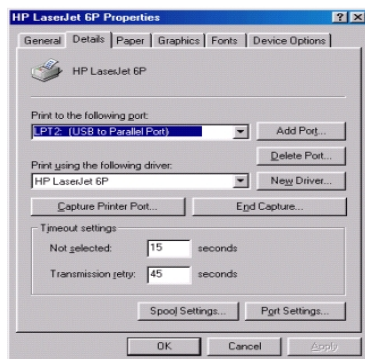 HP LaserJet 6P Properties
General Details Paper Graphics Fonts Device Options
HP LaserJet 6P
Print to the following port:
LPT2: (USB to Parallel Port) Add Port...
Delete Port...
Print using the following driver:
HP LaserJet 6P New Driver...
Capture Printer Port... End Capture...
Timeout settings
Not selected: 15 seconds
Transmission retry: 45 seconds
Spool Settings... Port Settings...
OK Cancel Apply